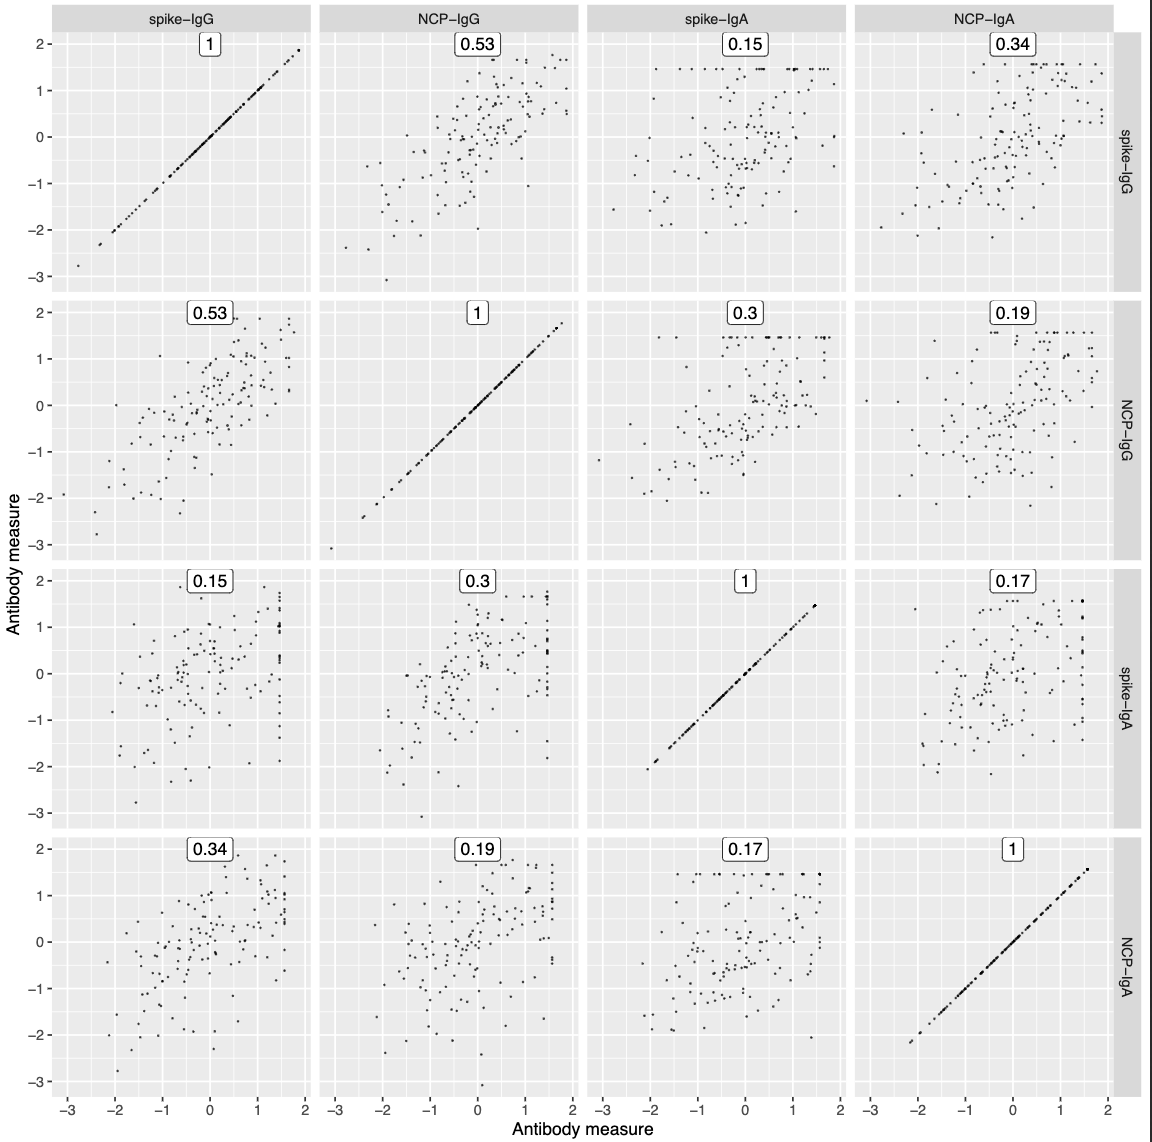 spike−IgG NCP−IgG spike−IgA NCP−IgA
1 0.53 0.15 0.34
2
1
0
−1
−2
−3
spike−IgG
0.53 1 0.3 0.19
2
1
0
−1
−2
−3
NCP−IgG
Antibody measure
0.15 0.3 1 0.17
2
1
0
−1
−2
−3
spike−IgA
0.34 0.19 0.17 1
2
1
0
−1
−2
−3
NCP−IgA
−3 −2 −1 0 1 2 −3 −2 −1 0 1 2 −3 −2 −1 0 1 2 −3 −2 −1 0 1 2
Antibody measure